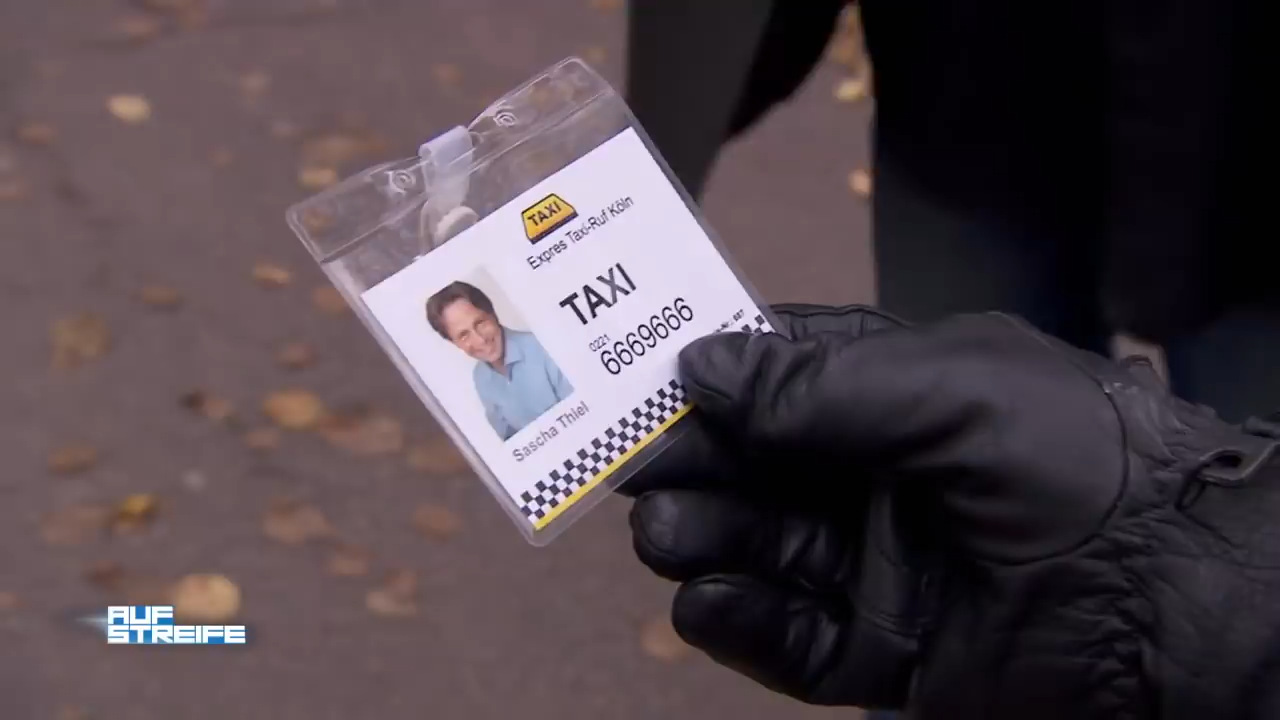 TAXI
Expres Taxi-Ruf Köln
TAXI
0221
6669666
Sascha Thiel
AUF
STREIFE